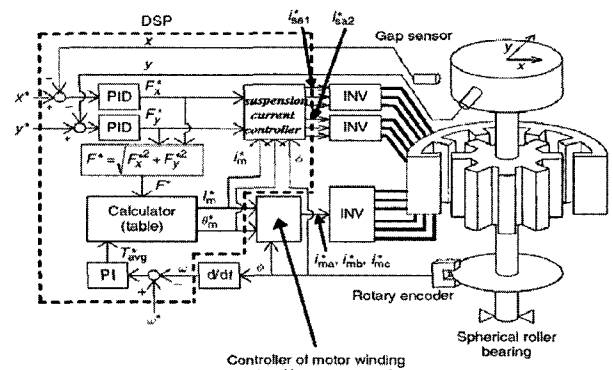 DSP
i*sa1
i*sa2
Gap sensor
x
y
y
x
x*
y*
PID
PID
F*x
F*y
suspension
current
controller
INV
INV
F* = √F*x2 + F*y2
F*
i*m
Calculator
(table)
I*m
θ*m
INV
T*avg
PI
ω
d/dt
ϕ
i*ma, i*mb, i*mc
ω*
Rotary encoder
Spherical roller
bearing
Controller of motor winding